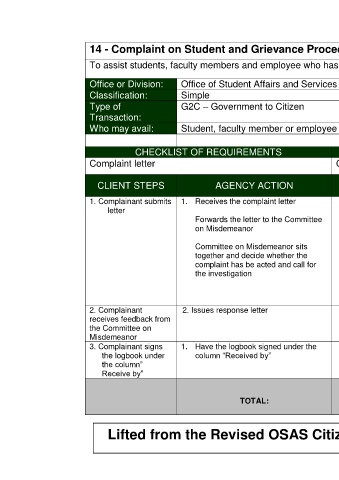 14 - Complaint on Student and Grievance
To assist students, faculty members and employee who has
Office or Division: Office of Student Affairs and Services
Classification: Simple
Type of G2C – Government to Citizen
Transaction:
Who may avail: Student, faculty member or employee
CHECKLIST OF REQUIREMENTS
Complaint letter
CLIENT STEPS AGENCY ACTION
1. Complainant submits
letter
1. Receives the complaint letter
Forwards the letter to the Committee
on Misdemeanor
Committee on Misdemeanor sits
together and decide whether the
complaint has be acted and call for
the investigation
2. Complainant
receives feedback from
the Committee on
Misdemeanor
2. Issues response letter
3. Complainant signs
the logbook under
the column"
Receive by"
1. Have the logbook signed under the
column "Received by"
TOTAL:
Lifted from the Revised OSAS